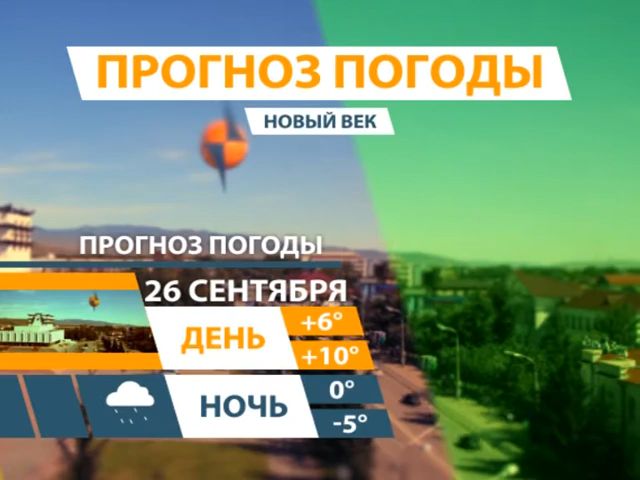 ПРОГНОЗ ПОГОДЫ
НОВЫЙ ВЕК
ПРОГНОЗ ПОГОДЫ
26 СЕНТЯБРЯ
ДЕНЬ
+6°
+10°
НОЧЬ
0°
-5°